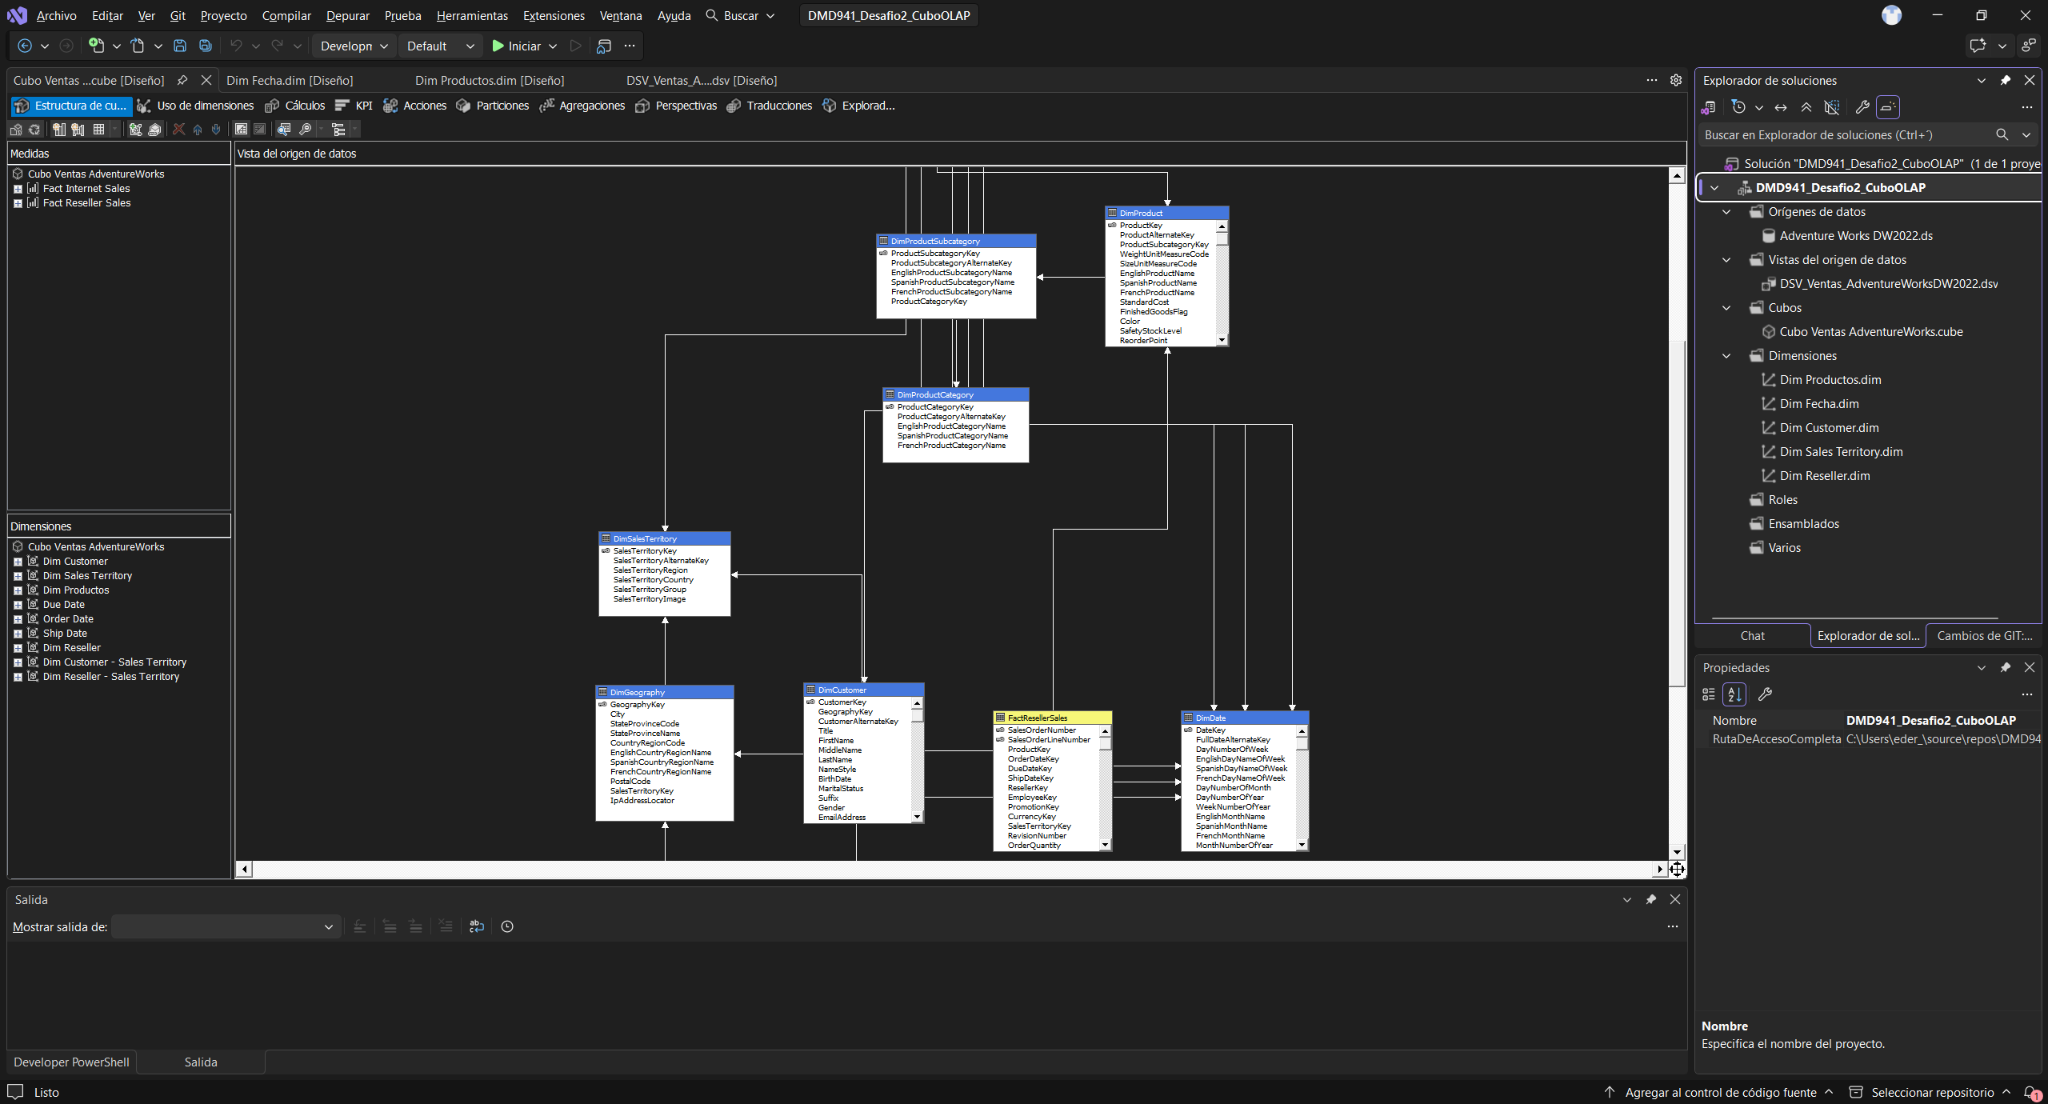 Archivo Editar Ver Git Proyecto Compilar Depurar Prueba Herramientas Extensiones Ventana Ayuda Buscar DMD941_Desafio2_CuboOLAP
Developn Default Iniciar
Cubo Ventas ...cube [Diseño] Dim Fecha.dim [Diseño] Dim Productos.dim [Diseño] DSV_Ventas_A....dsv [Diseño]
Estructura de cu... Uso de dimensiones Cálculos KPI Acciones Particiones Agregaciones Perspectivas Traducciones Explorad...
Medidas
Cubo Ventas AdventureWorks
Fact Internet Sales
Fact Reseller Sales
Dimensiones
Cubo Ventas AdventureWorks
Dim Customer
Dim Sales Territory
Dim Productos
Due Date
Order Date
Ship Date
Dim Reseller
Dim Customer - Sales Territory
Dim Reseller - Sales Territory
Vista del origen de datos
DimProductSubcategory
ProductSubcategoryKey
ProductSubcategoryAlternateKey
EnglishProductSubcategoryName
SpanishProductSubcategoryName
FrenchProductSubcategoryName
ProductCategoryKey
DimProduct
ProductKey
ProductAlternateKey
ProductSubcategoryKey
WeightUnitMeasureCode
SizeUnitMeasureCode
EnglishProductName
SpanishProductName
FrenchProductName
StandardCost
FinishedGoodsFlag
Color
SafetyStockLevel
ReorderPoint
DimProductCategory
ProductCategoryKey
ProductCategoryAlternateKey
EnglishProductCategoryName
SpanishProductCategoryName
FrenchProductCategoryName
DimSalesTerritory
SalesTerritoryKey
SalesTerritoryAlternateKey
SalesTerritoryRegion
SalesTerritoryCountry
SalesTerritoryGroup
SalesTerritoryImage
DimGeography
GeographyKey
City
StateProvinceCode
StateProvinceName
CountryRegionCode
EnglishCountryRegionName
SpanishCountryRegionName
FrenchCountryRegionName
PostalCode
SalesTerritoryKey
IpAddressLocator
DimCustomer
CustomerKey
GeographyKey
CustomerAlternateKey
Title
FirstName
MiddleName
LastName
NameStyle
BirthDate
MaritalStatus
Suffix
Gender
EmailAddress
FactResellerSales
SalesOrderNumber
SalesOrderLineNumber
ProductKey
OrderDateKey
DueDateKey
ShipDateKey
ResellerKey
EmployeeKey
PromotionKey
CurrencyKey
SalesTerritoryKey
RevisionNumber
OrderQuantity
DimDate
DateKey
FullDateAlternateKey
DayNumberOfWeek
EnglishDayNameOfWeek
SpanishDayNameOfWeek
FrenchDayNameOfWeek
DayNumberOfMonth
DayNumberOfYear
WeekNumberOfYear
EnglishMonthName
SpanishMonthName
FrenchMonthName
MonthNumberOfYear
Salida
Mostrar salida de:
Developer PowerShell Salida
Explorador de soluciones
Buscar en Explorador de soluciones (Ctrl+´)
Solución "DMD941_Desafio2_CuboOLAP" (1 de 1 proye
DMD941_Desafio2_CuboOLAP
Orígenes de datos
Adventure Works DW2022.ds
Vistas del origen de datos
DSV_Ventas_AdventureWorksDW2022.dsv
Cubos
Cubo Ventas AdventureWorks.cube
Dimensiones
Dim Productos.dim
Dim Fecha.dim
Dim Customer.dim
Dim Sales Territory.dim
Dim Reseller.dim
Roles
Ensamblados
Varios
Chat Explorador de sol... Cambios de GIT:...
Propiedades
Nombre DMD941_Desafio2_CuboOLAP
RutaDeAccesoCompleta C:\Users\eder_\source\repos\DMD94
Nombre
Especifica el nombre del proyecto.
Listo Agregar al control de código fuente Seleccionar repositorio 1